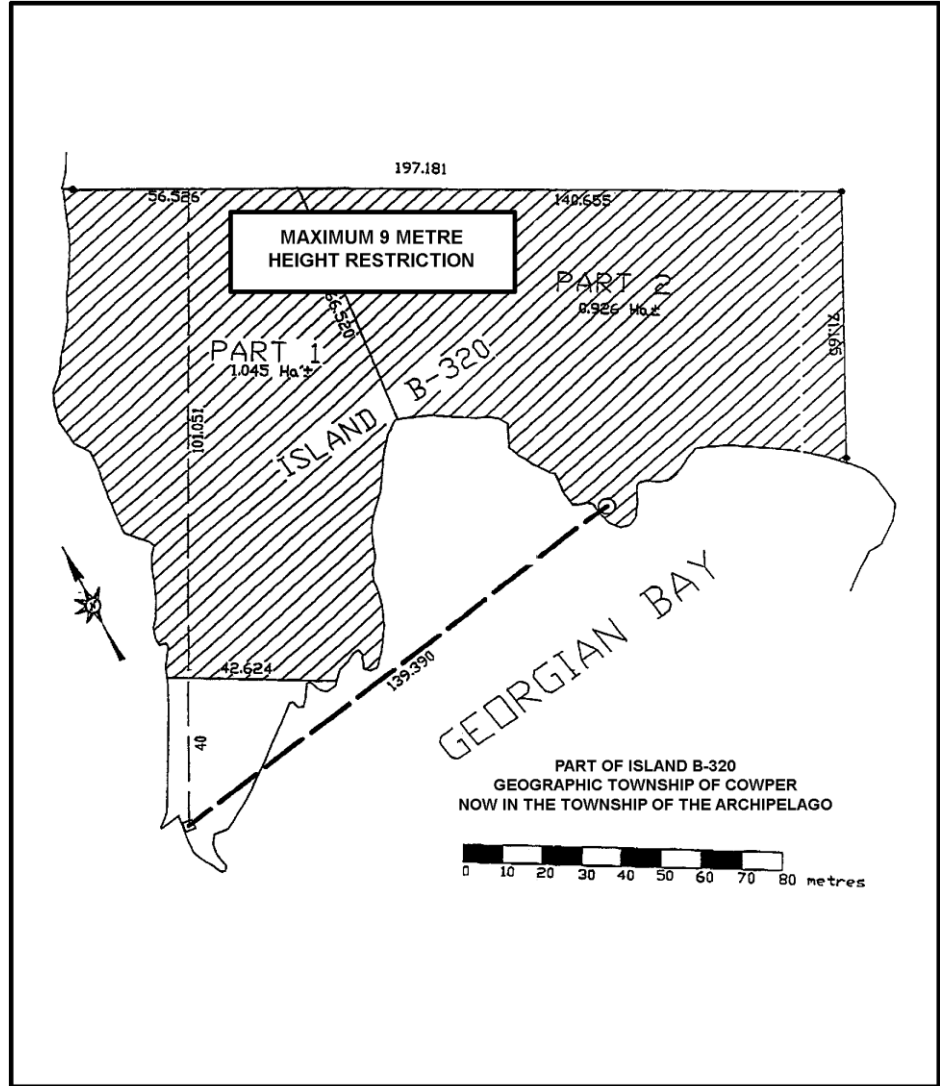 197.181
56.526
140.655
MAXIMUM 9 METRE
HEIGHT RESTRICTION
PART 2
0.926 Ha±
66.520
71.165
PART 1
1.045 Ha±
ISLAND B-320
101.051
GEORGIAN BAY
42.624
139.390
40
PART OF ISLAND B-320
GEOGRAPHIC TOWNSHIP OF COWPER
NOW IN THE TOWNSHIP OF THE ARCHIPELAGO
0 10 20 30 40 50 60 70 80 metres